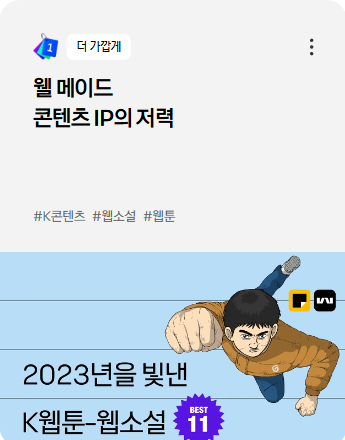 1 더 가깝게
웰 메이드
콘텐츠 IP의 저력
#K콘텐츠 #웹소설 #웹툰
2023년을 빛낸
K웹툰-웹소설 BEST 11